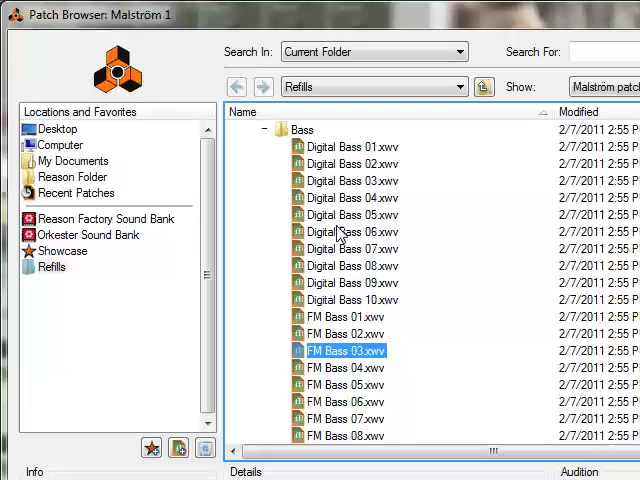 Patch Browser: Malström 1
Search In: Current Folder Search For:
Refills Show: Malström patc
Locations and Favorites
Desktop
Computer
My Documents
Reason Folder
Recent Patches
Reason Factory Sound Bank
Orkester Sound Bank
Showcase
Refills
Name Modified
Bass 2/7/2011 2:55 P
Digital Bass 01.xwv 2/7/2011 2:55 P
Digital Bass 02.xwv 2/7/2011 2:55 P
Digital Bass 03.xwv 2/7/2011 2:55 P
Digital Bass 04.xwv 2/7/2011 2:55 P
Digital Bass 05.xwv 2/7/2011 2:55 P
Digital Bass 06.xwv 2/7/2011 2:55 P
Digital Bass 07.xwv 2/7/2011 2:55 P
Digital Bass 08.xwv 2/7/2011 2:55 P
Digital Bass 09.xwv 2/7/2011 2:55 P
Digital Bass 10.xwv 2/7/2011 2:55 P
FM Bass 01.xwv 2/7/2011 2:55 P
FM Bass 02.xwv 2/7/2011 2:55 P
FM Bass 03.xwv 2/7/2011 2:55 P
FM Bass 04.xwv 2/7/2011 2:55 P
FM Bass 05.xwv 2/7/2011 2:55 P
FM Bass 06.xwv 2/7/2011 2:55 P
FM Bass 07.xwv 2/7/2011 2:55 P
FM Bass 08.xwv 2/7/2011 2:55 P
Info Details Audition